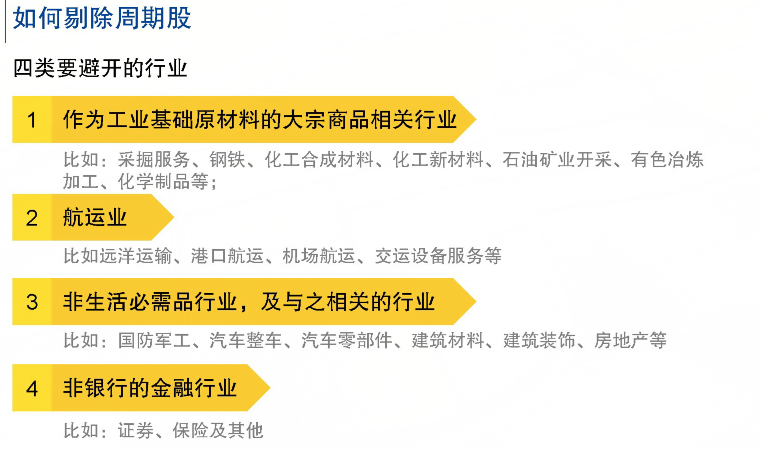 如何剔除周期股
四类要避开的行业
1 作为工业基础原材料的大宗商品相关行业
比如：采掘服务、钢铁、化工合成材料、化工新材料、石油矿业开采、有色冶炼
加工、化学制品等；
2 航运业
比如远洋运输、港口航运、机场航运、交运设备服务等
3 非生活必需品行业，及与之相关的行业
比如：国防军工、汽车整车、汽车零部件、建筑材料、建筑装饰、房地产等
4 非银行的金融行业
比如：证券、保险及其他